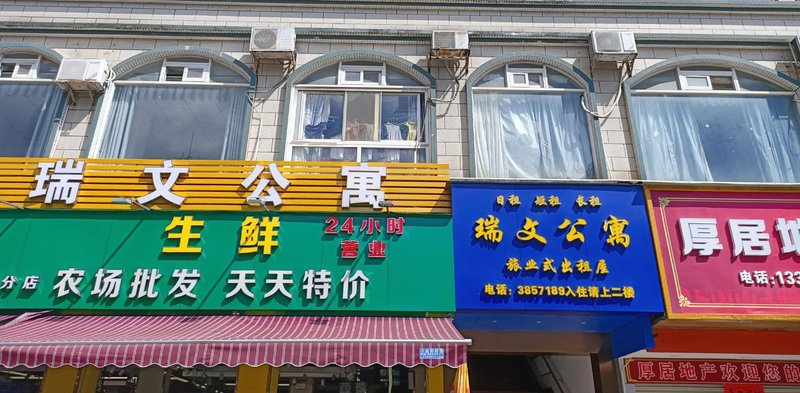 瑞文公寓
生鲜
24小时
营业
分店 农场批发 天天特价
日租 短租 长租
瑞文公寓
旅业式出租屋
电话：3857189入住请上二楼
厚居地
电话:133
厚居地产欢迎您的